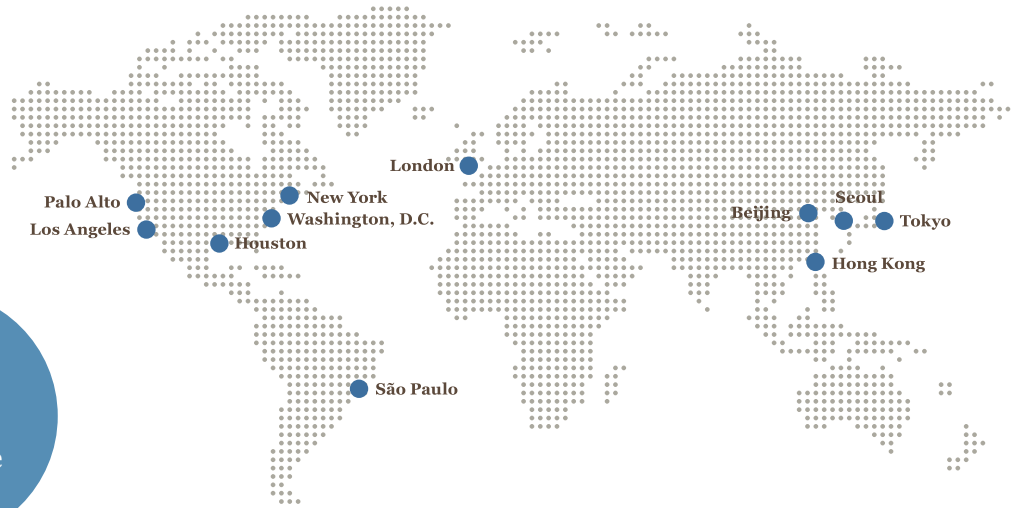 London
New York
Palo Alto
Seoul
Beijing
Washington, D.C.
Tokyo
Los Angeles
Houston
Hong Kong
São Paulo